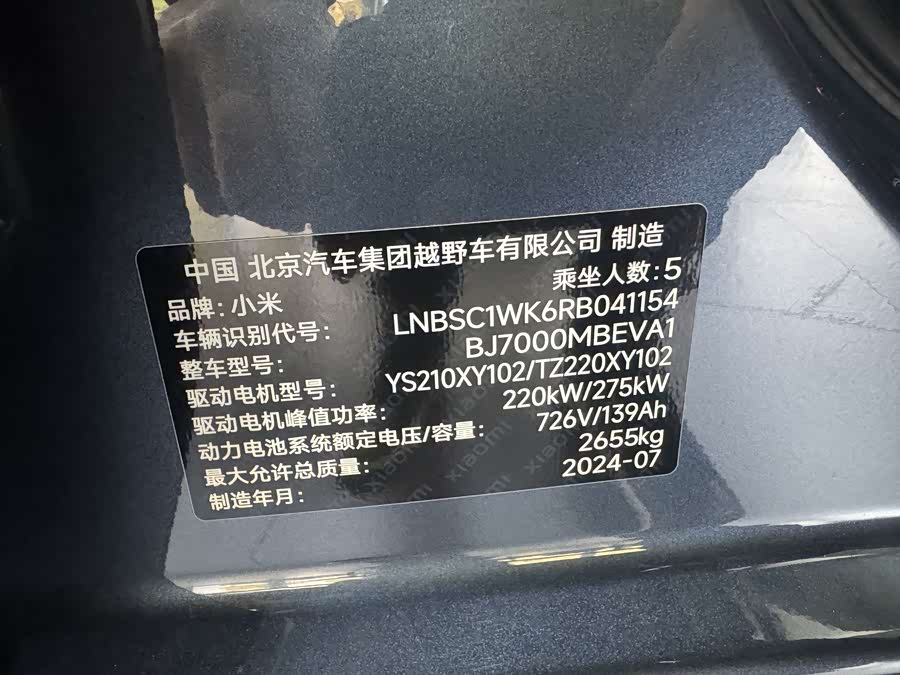 中国 北京汽车集团越野车有限公司 制造
品牌: 小米 乘坐人数: 5
车辆识别代号: LNBSC1WK6RB041154
整车型号: BJ7000MBEVA1
驱动电机型号: YS210XY102/TZ220XY102
驱动电机峰值功率: 220kW/275kW
动力电池系统额定电压/容量: 726V/139Ah
最大允许总质量: 2655kg
制造年月: 2024-07